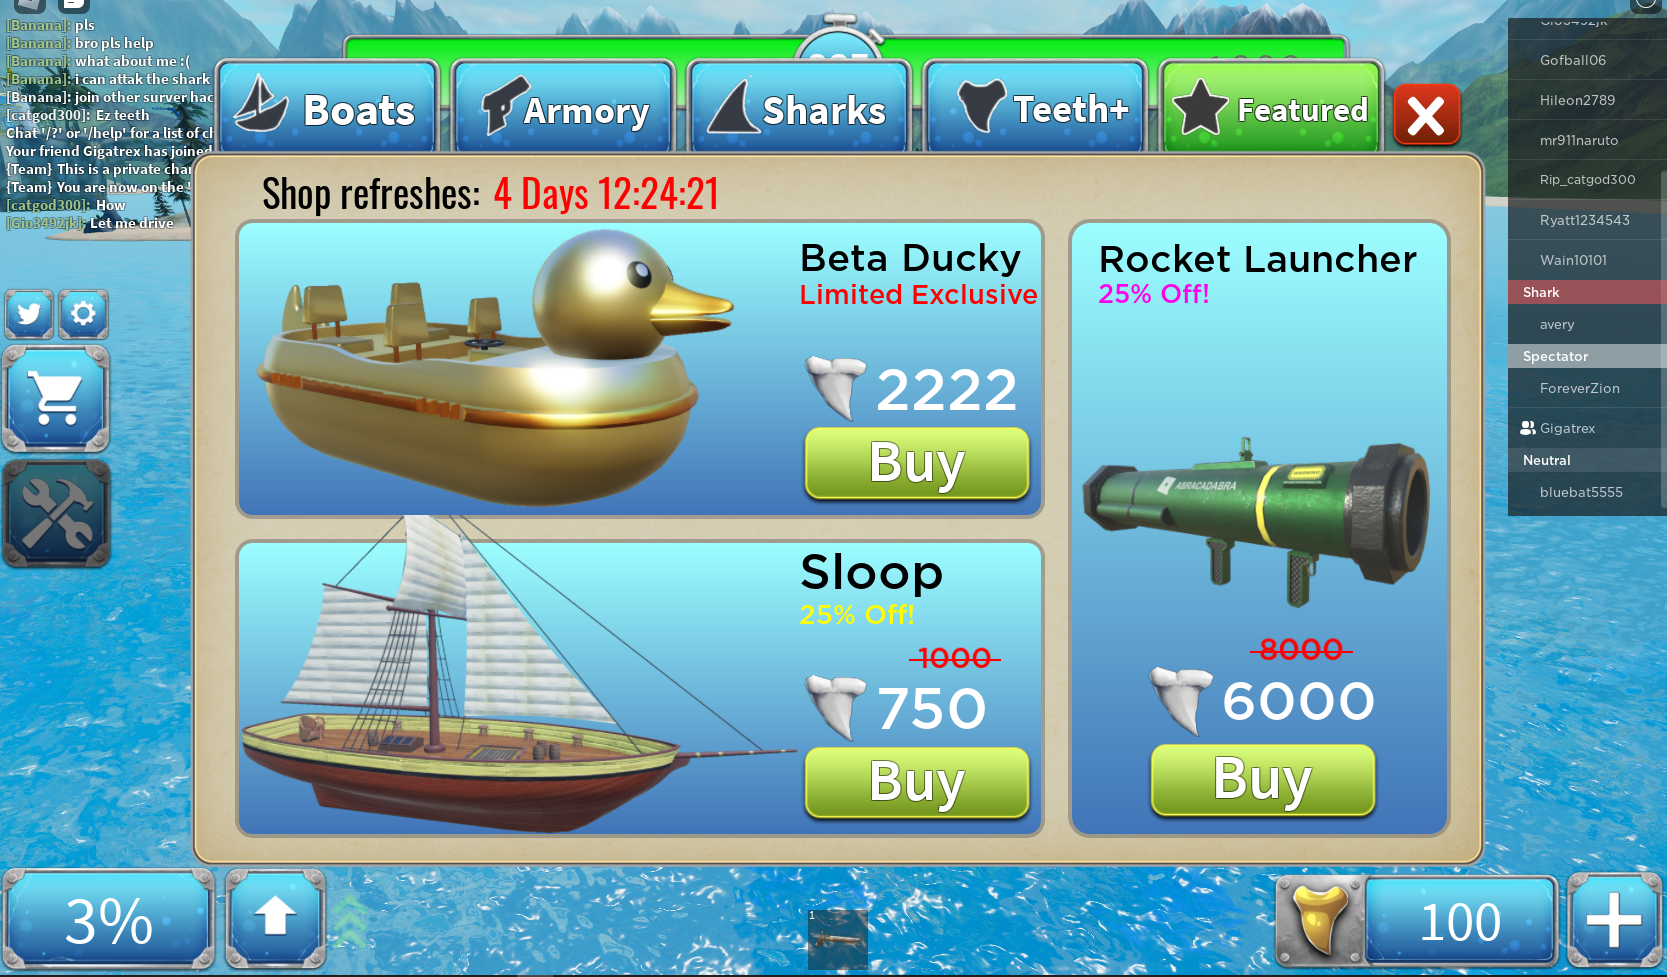 [Banana]: pls
[Banana]: bro pls help
[Banana]: what about me :(
[Banana]: i can attak the shark
[Banana]: join other surver hac
[catgod300]: Ez teeth
Chat '/?' or '/help' for a list of ch
Your friend Gigatrex has joined
{Team} This is a private chan
{Team} You are now on the '
[catgod300]: How
[Gio3492jk]: Let me drive
Boats
Armory
Sharks
Teeth+
Featured
Shop refreshes: 4 Days 12:24:21
Beta Ducky
Limited Exclusive
2222
Buy
Sloop
25% Off!
1000
750
Buy
Rocket Launcher
25% Off!
ABRACADABRA
WARNING
8000
6000
Buy
Gio3492jk
Gofball06
Hileon2789
mr911naruto
Rip_catgod300
Ryatt1234543
Wain10101
Shark
avery
Spectator
ForeverZion
Gigatrex
Neutral
bluebat5555
3%
1
100